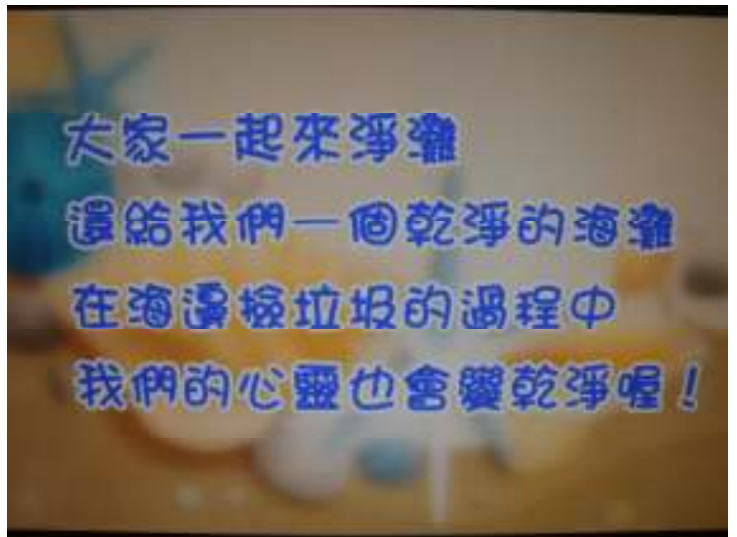 大家一起來淨灘
還給我們一個乾淨的海灘
在海邊撿垃圾的過程中
我們的心靈也會變乾淨喔！